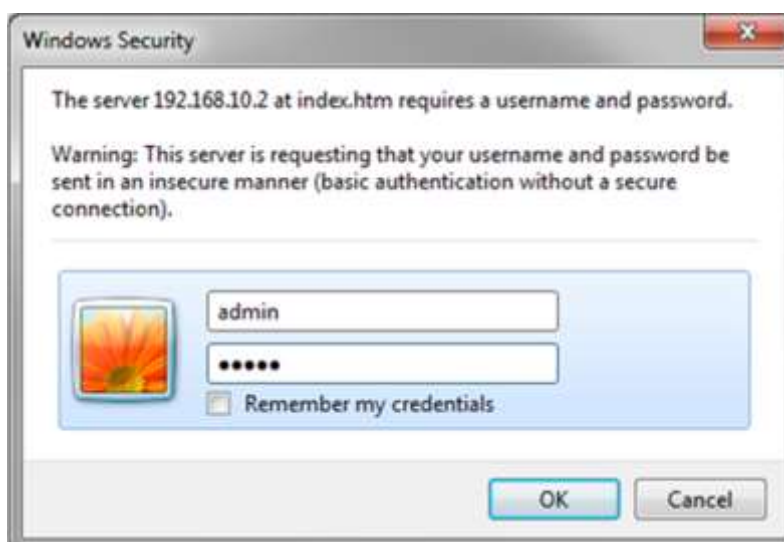 Windows Security
The server 192.168.10.2 at index.htm requires a username and password.
Warning: This server is requesting that your username and password be
sent in an insecure manner (basic authentication without a secure
connection).
admin
•••••
Remember my credentials
OK
Cancel